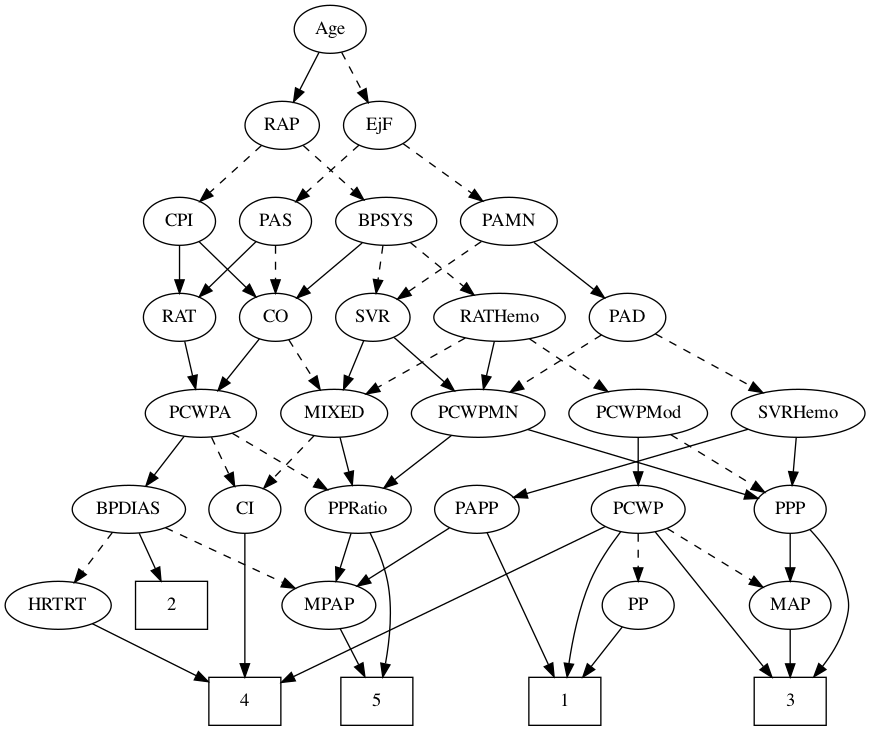 Age
RAP
EjF
CPI
PAS
BPSYS
PAMN
RAT
CO
SVR
RATHemo
PAD
PCWPA
MIXED
PCWPMN
PCWPMod
SVRHemo
BPDIAS
CI
PPRatio
PAPP
PCWP
PPP
HRTRT
2
MPAP
PP
MAP
4
5
1
3